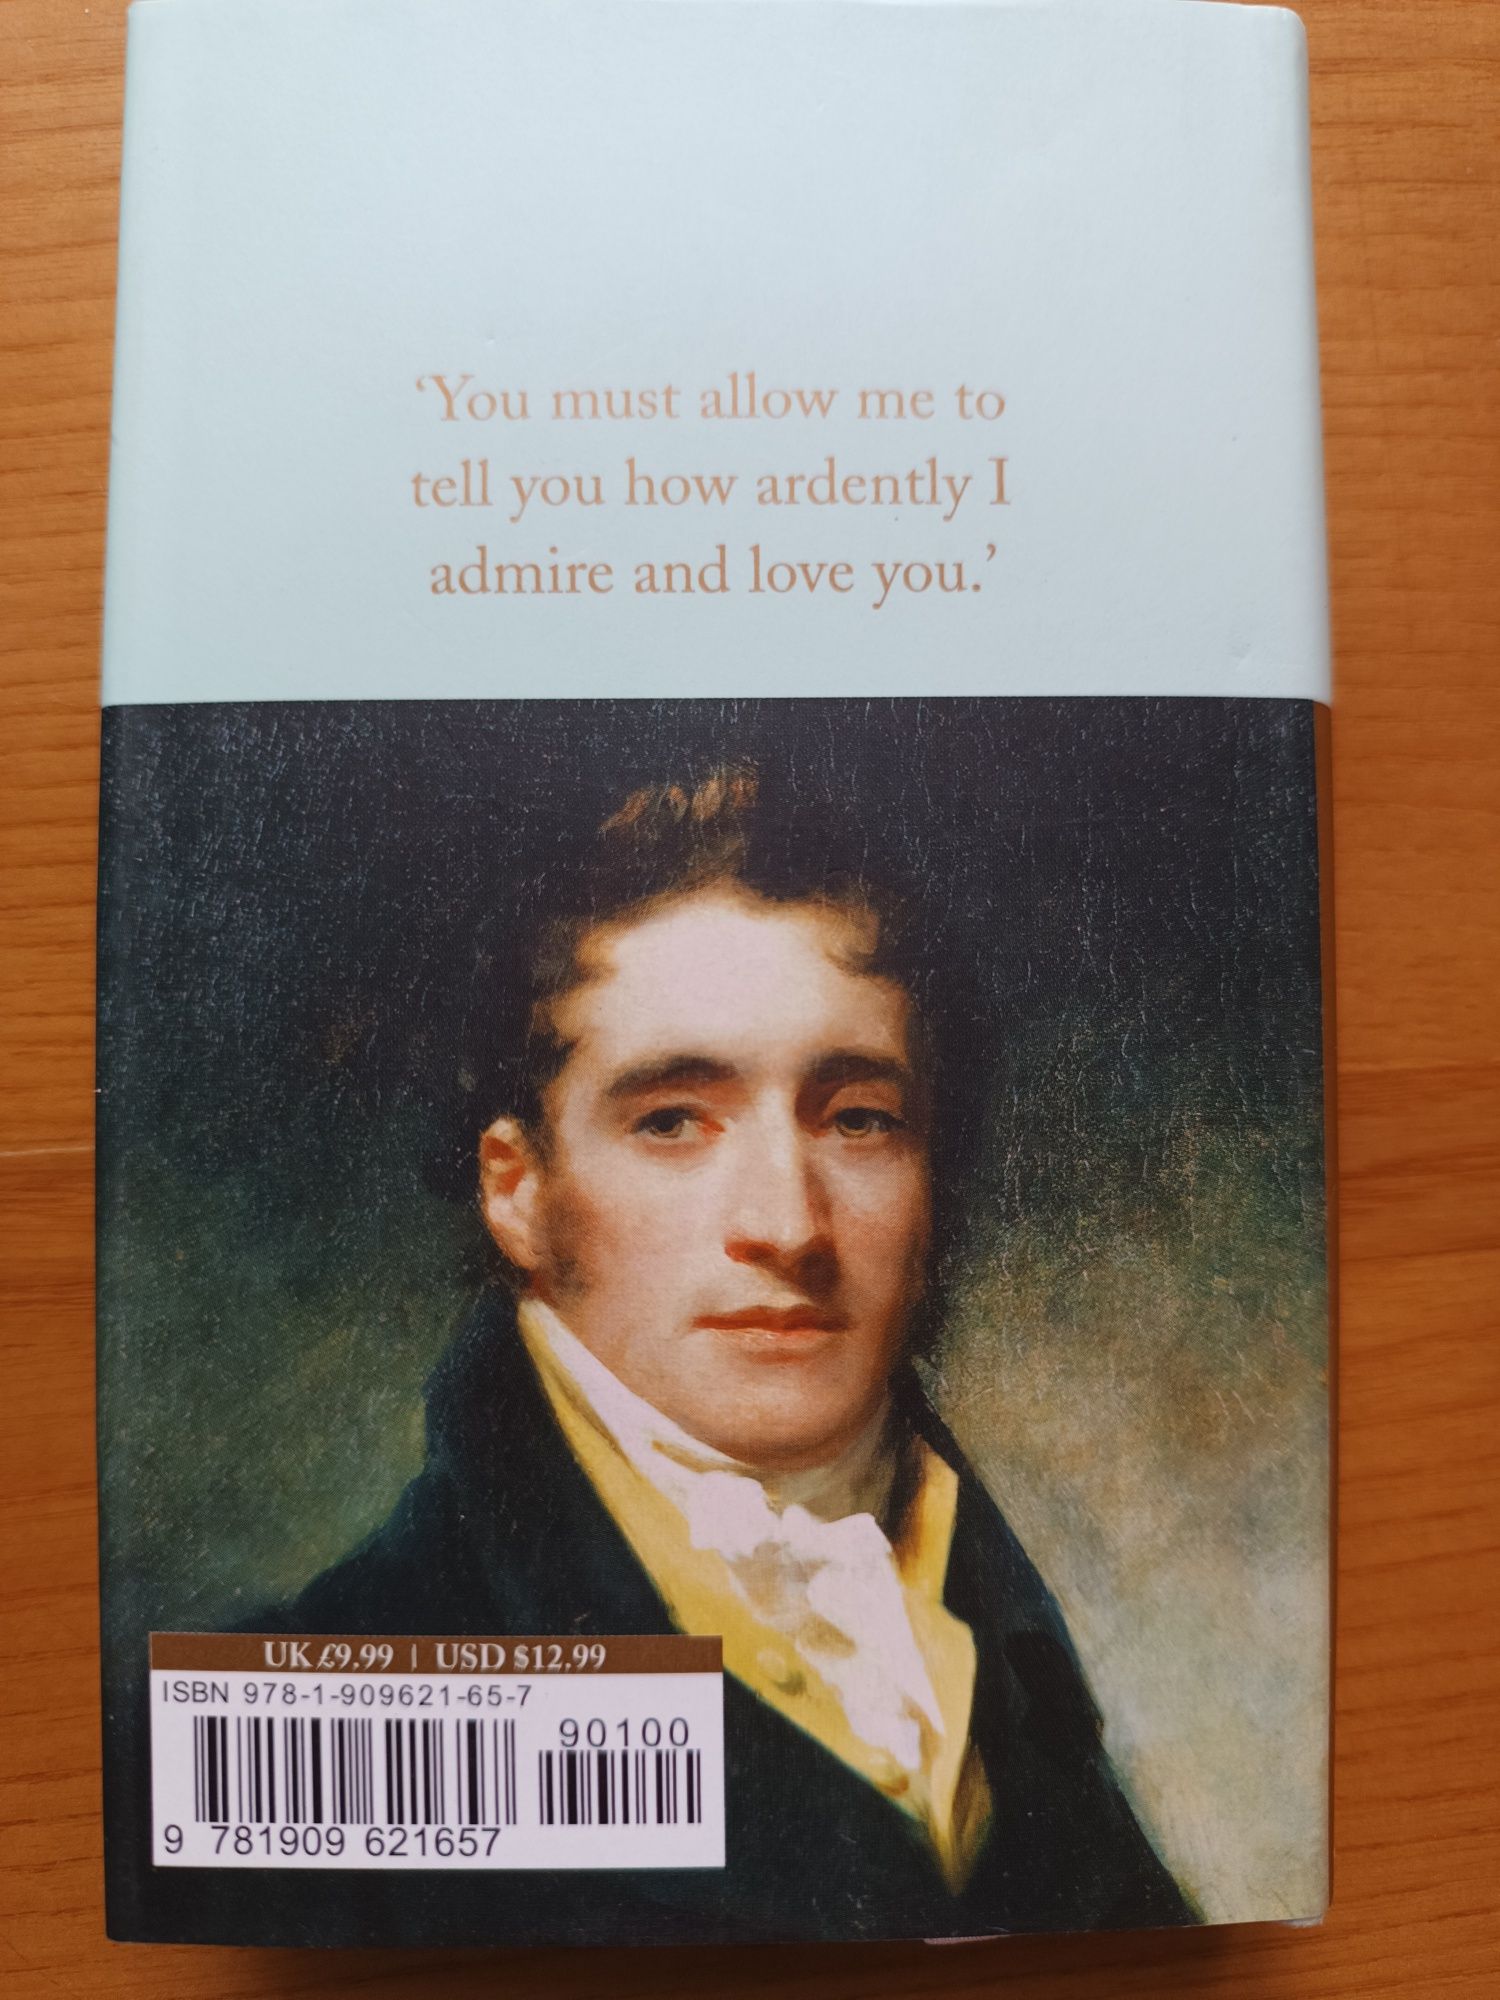 ‘You must allow me to
tell you how ardently I
admire and love you.’
UK £9.99 | USD $12.99
ISBN 978-1-909621-65-7
90100
9 781909 621657